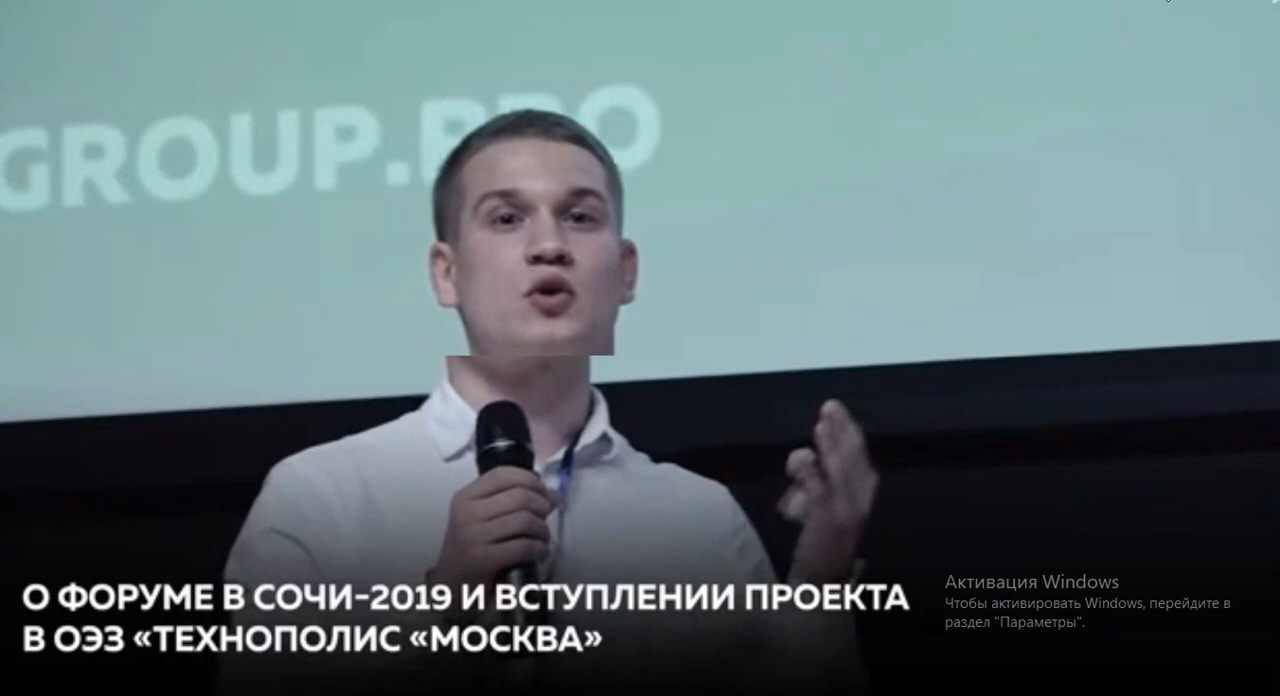 GROUP.PRO
О ФОРУМЕ В СОЧИ-2019 И ВСТУПЛЕНИИ ПРОЕКТА
В ОЭЗ «ТЕХНОПОЛИС «МОСКВА»
Активация Windows
Чтобы активировать Windows, перейдите в
раздел "Параметры".